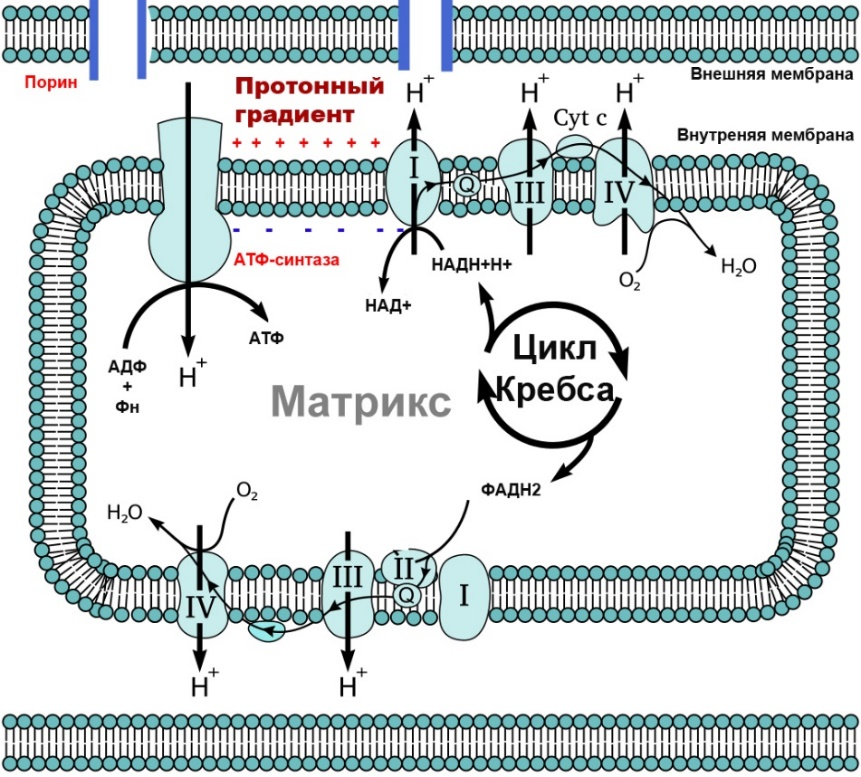 Порин
Внешняя мембрана
Протонный
градиент
+ + + + + + +
H+
H+
H+
Cyt c
Внутреняя мембрана
I
Q
III
IV
- - - - - -
АТФ-синтаза
НАДН+Н+
O2
H2O
НАД+
АТФ
АДФ
+
Фн
H+
Цикл
Кребса
Матрикс
ФАДН2
H2O
O2
IV
III
II
Q
I
H+
H+